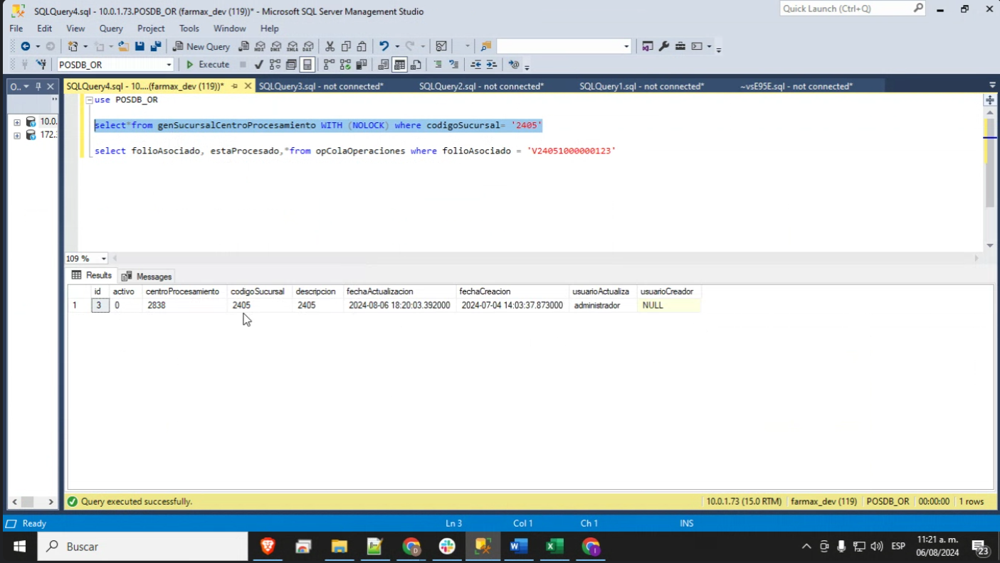 SQLQuery4.sql - 10.0.1.73.POSDB_OR (farmax_dev (119))* - Microsoft SQL Server Management Studio
Quick Launch (Ctrl+Q)
File Edit View Query Project Tools Window Help
New Query
POSDB_OR Execute
O.. SQLQuery4.sql - 10....(farmax_dev (119))* SQLQuery3.sql - not connected* SQLQuery2.sql - not connected* SQLQuery1.sql - not connected* ~vsE95E.sql - not connected*
use POSDB_OR
10.0.
172.
select*from genSucursalCentroProcesamiento WITH (NOLOCK) where codigoSucursal= '2405'
select folioAsociado, estaProcesado,*from opColaOperaciones where folioAsociado = 'V24051000000123'
109 %
Results Messages
id activo centroProcesamiento codigoSucursal descripcion fechaActualizacion fechaCreacion usuarioActualiza usuarioCreador
1 3 0 2838 2405 2405 2024-08-06 18:20:03.392000 2024-07-04 14:03:37.873000 administrador NULL
Query executed successfully. 10.0.1.73 (15.0 RTM) farmax_dev (119) POSDB_OR 00:00:00 1 rows
Ready Ln 3 Col 1 Ch 1 INS
Buscar ESP 11:21 a. m.
06/08/2024 23